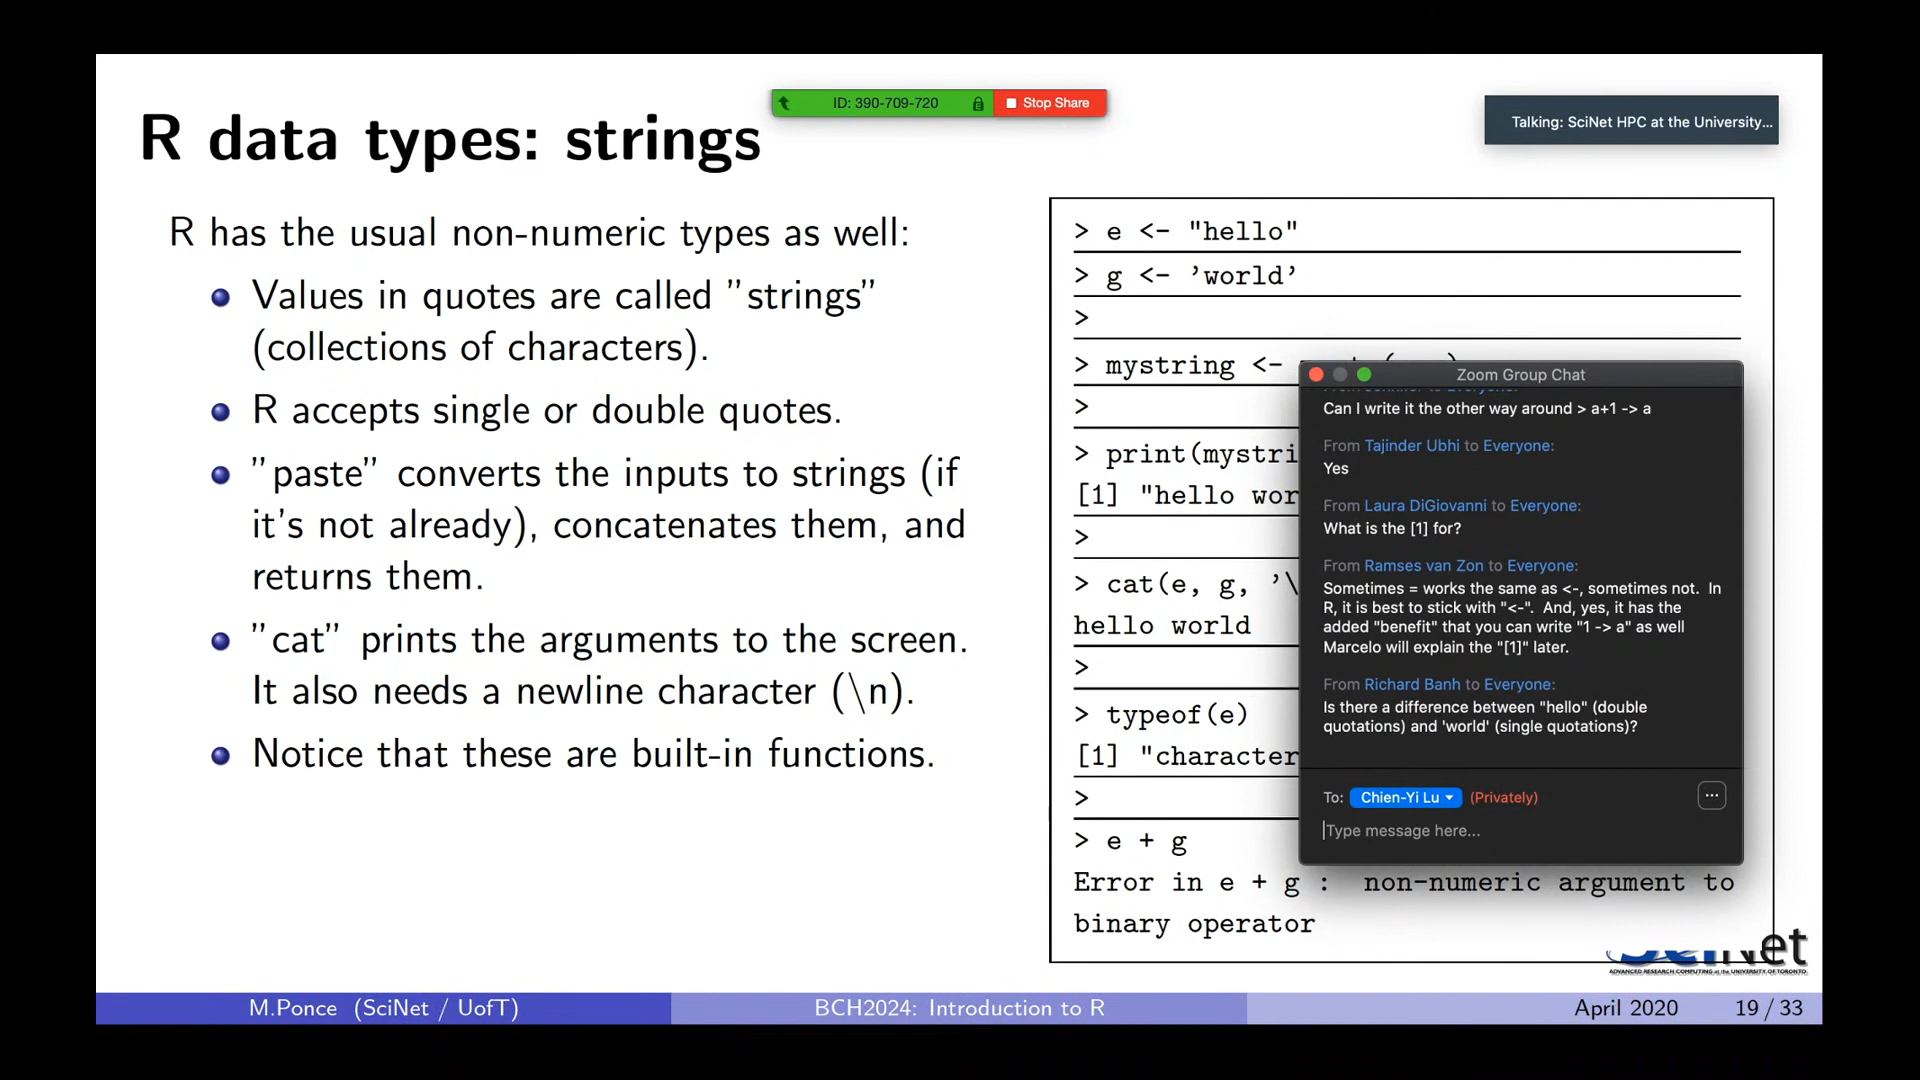 ID: 390-709-720
Stop Share
Talking: SciNet HPC at the University...
R data types: strings
R has the usual non-numeric types as well:
Values in quotes are called ”strings”
(collections of characters).
R accepts single or double quotes.
”paste” converts the inputs to strings (if
it's not already), concatenates them, and
returns them.
”cat” prints the arguments to the screen.
It also needs a newline character (\n).
Notice that these are built-in functions.
> e <- "hello"
> g <- ’world’
>
> mystring <-
>
> print(mystri
[1] "hello wor
>
> cat(e, g, ’\
hello world
>
> typeof(e)
[1] "character
>
> e + g
Error in e + g : non-numeric argument to
binary operator
Zoom Group Chat
Can I write it the other way around > a+1 -> a
From Tajinder Ubhi to Everyone:
Yes
From Laura DiGiovanni to Everyone:
What is the [1] for?
From Ramses van Zon to Everyone:
Sometimes = works the same as <-, sometimes not. In
R, it is best to stick with "<-". And, yes, it has the
added "benefit" that you can write "1 -> a" as well
Marcelo will explain the "[1]" later.
From Richard Banh to Everyone:
Is there a difference between "hello" (double
quotations) and 'world' (single quotations)?
To: Chien-Yi Lu (Privately)
...
Type message here...
SciNet
ADVANCED RESEARCH COMPUTING at the UNIVERSITY OF TORONTO
M.Ponce (SciNet / UofT)
BCH2024: Introduction to R
April 2020
19 / 33